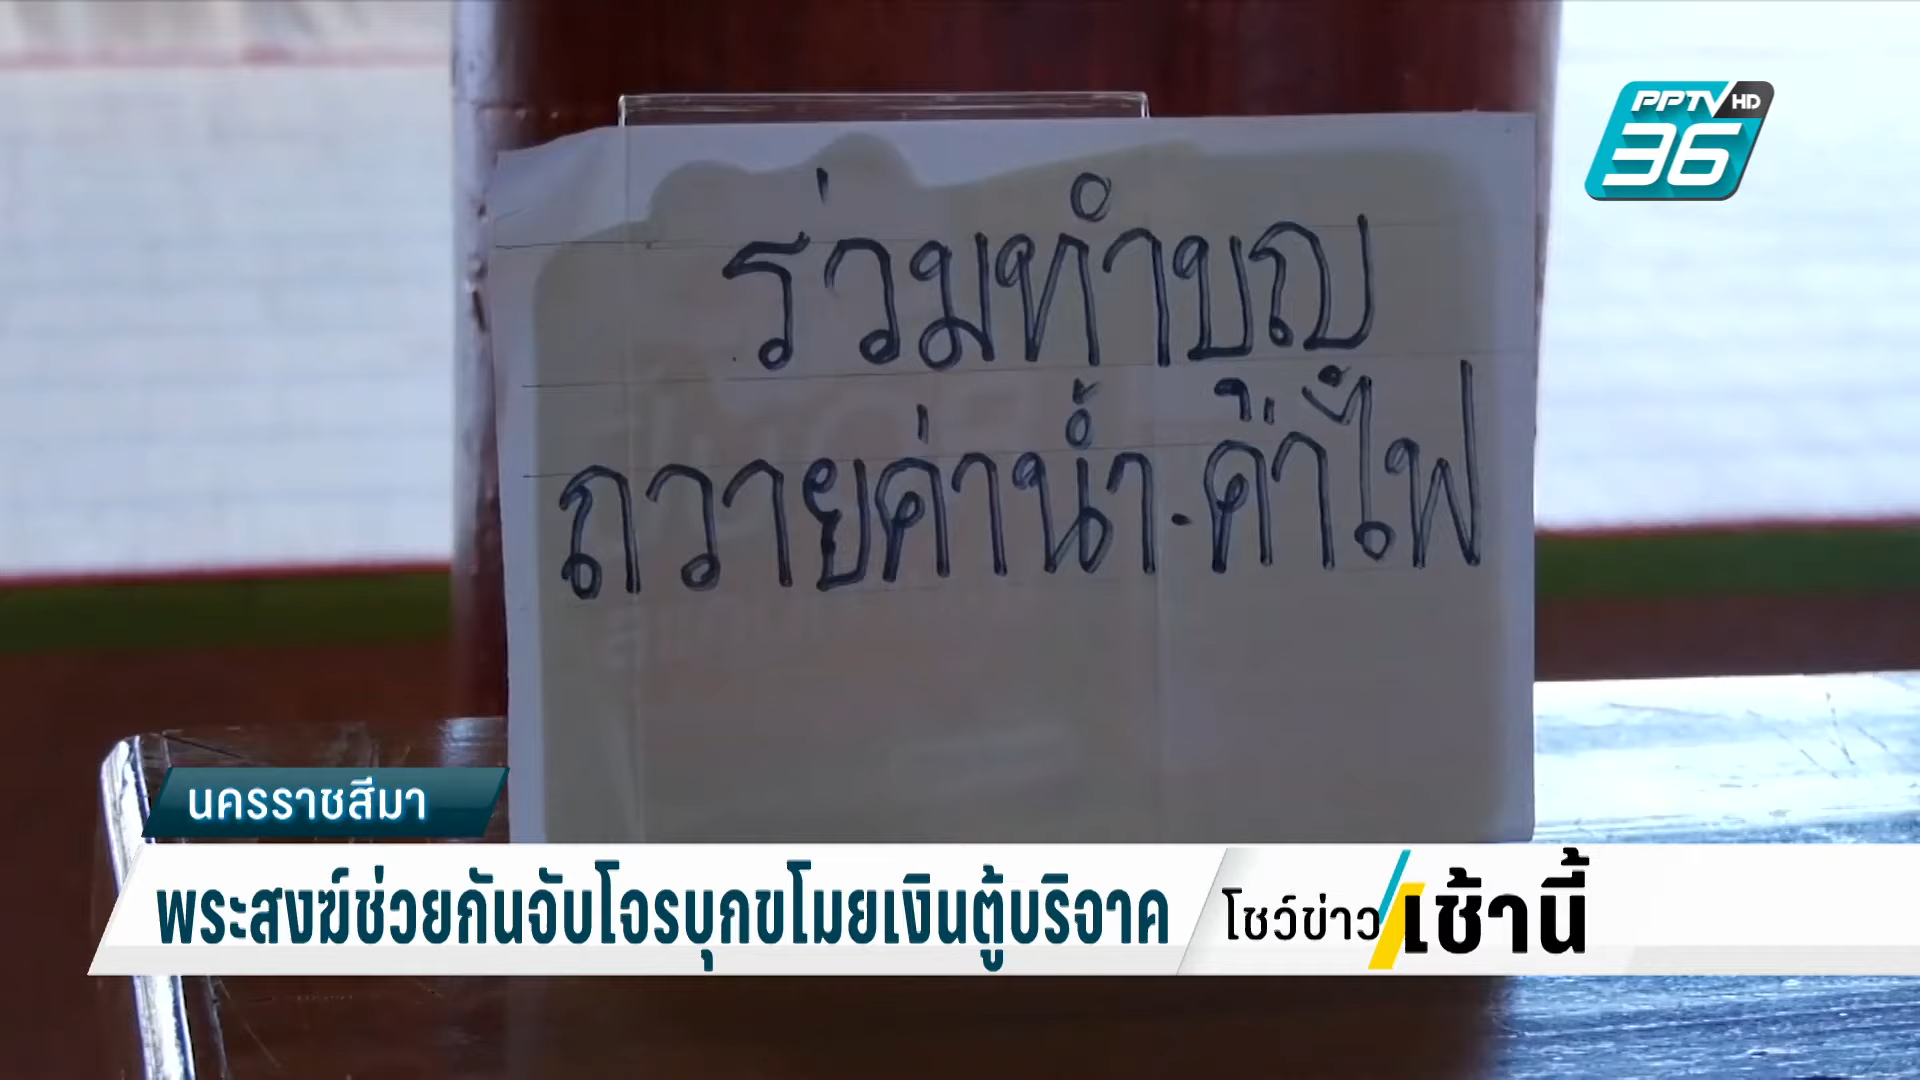 PPTV HD
36
ร่วมทำบุญ
ถวายค่าน้ำ.ค่าไฟ
นครราชสีมา
พระสงฆ์ช่วยกันจับโจรบุกขโมยเงินตู้บริจาค
โชว์ข่าว เช้านี้